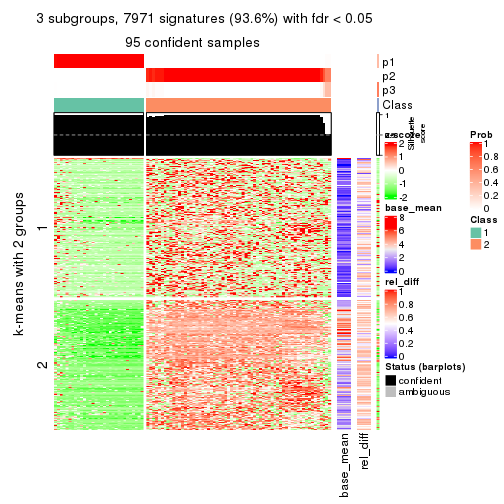 3 subgroups, 7971 signatures (93.6%) with fdr < 0.05
95 confident samples
p1
p2
p3
Class
1
Silhouette
score
k-means with 2 groups
1
2
z-score
2
1
0
-2
base_mean
8
6
4
2
0
rel_diff
1
0.8
0.6
0.4
0.2
0
Status (barplots)
confident
ambiguous
Prob
1
0.8
0.6
0.4
0.2
0
Class
1
2
base_mean
rel_diff